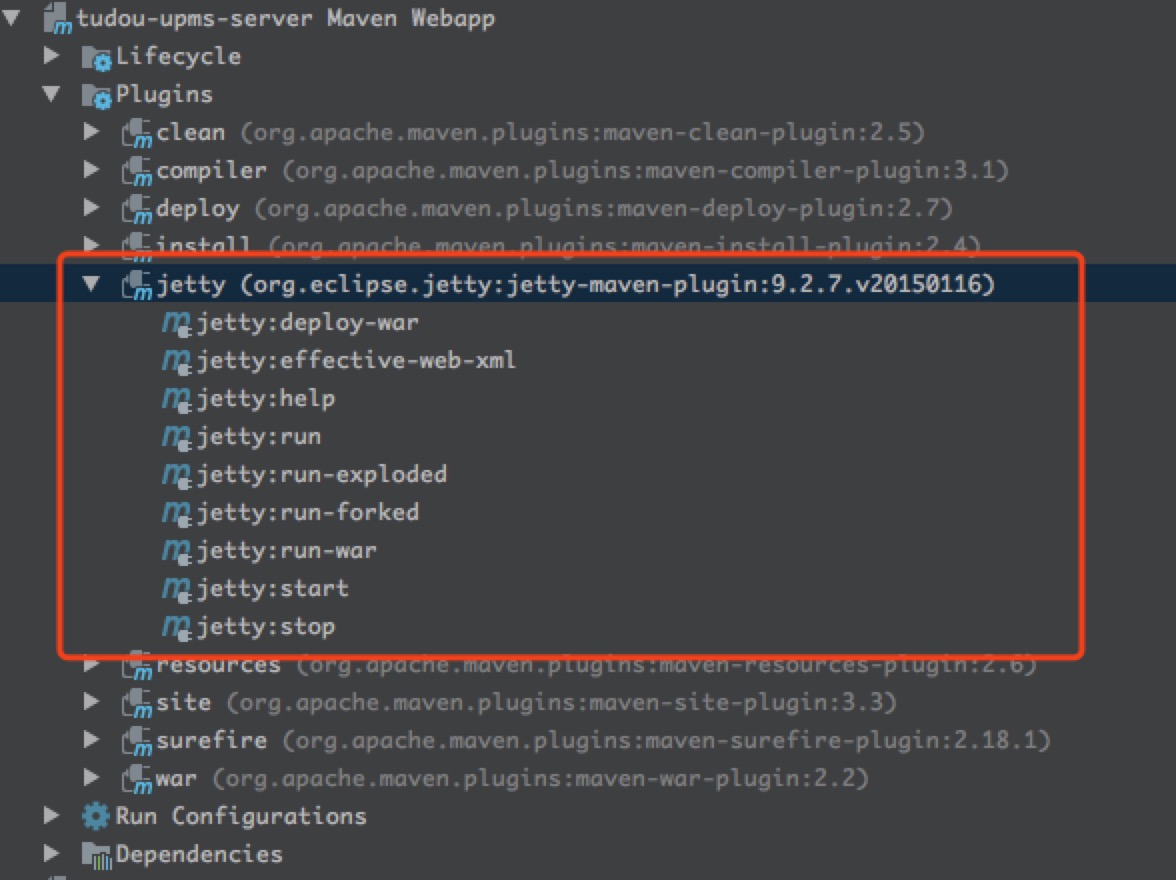 tudou-upms-server Maven Webapp
Lifecycle
Plugins
clean (org.apache.maven.plugins:maven-clean-plugin:2.5)
compiler (org.apache.maven.plugins:maven-compiler-plugin:3.1)
deploy (org.apache.maven.plugins:maven-deploy-plugin:2.7)
install (org.apache.maven.plugins:maven-install-plugin:2.4)
jetty (org.eclipse.jetty:jetty-maven-plugin:9.2.7.v20150116)
jetty:deploy-war
jetty:effective-web-xml
jetty:help
jetty:run
jetty:run-exploded
jetty:run-forked
jetty:run-war
jetty:start
jetty:stop
resources (org.apache.maven.plugins:maven-resources-plugin:2.6)
site (org.apache.maven.plugins:maven-site-plugin:3.3)
surefire (org.apache.maven.plugins:maven-surefire-plugin:2.18.1)
war (org.apache.maven.plugins:maven-war-plugin:2.2)
Run Configurations
Dependencies